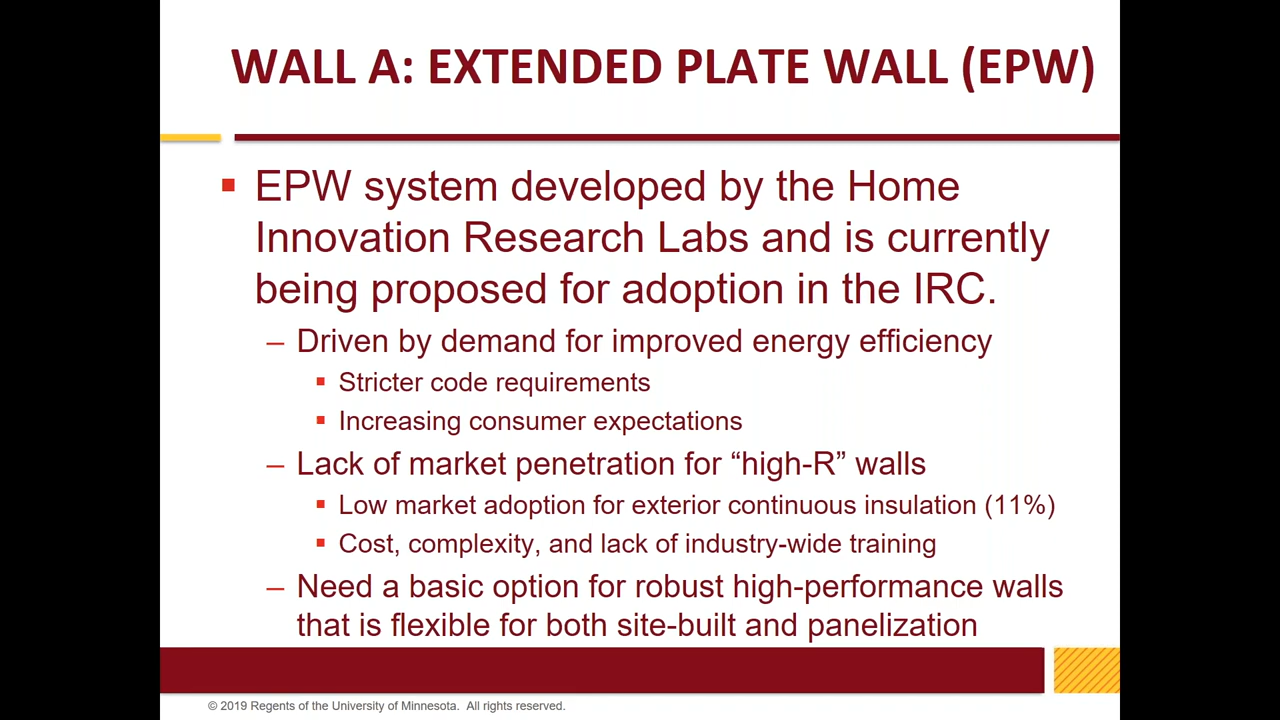 WALL A: EXTENDED PLATE WALL (EPW)
▪ EPW system developed by the Home
Innovation Research Labs and is currently
being proposed for adoption in the IRC.
– Driven by demand for improved energy efficiency
▪ Stricter code requirements
▪ Increasing consumer expectations
– Lack of market penetration for “high-R” walls
▪ Low market adoption for exterior continuous insulation (11%)
▪ Cost, complexity, and lack of industry-wide training
– Need a basic option for robust high-performance walls
that is flexible for both site-built and panelization
© 2019 Regents of the University of Minnesota. All rights reserved.